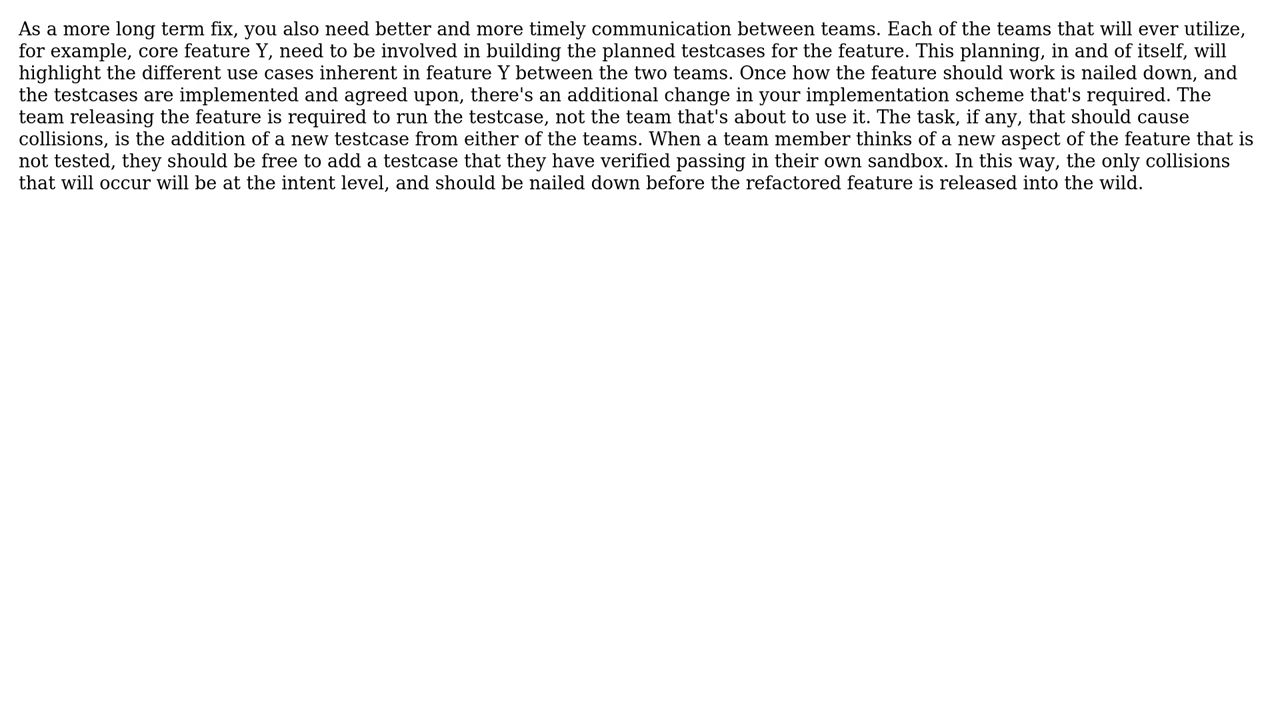 As a more long term fix, you also need better and more timely communication between teams. Each of the teams that will ever utilize,
for example, core feature Y, need to be involved in building the planned testcases for the feature. This planning, in and of itself, will
highlight the different use cases inherent in feature Y between the two teams. Once how the feature should work is nailed down, and
the testcases are implemented and agreed upon, there's an additional change in your implementation scheme that's required. The
team releasing the feature is required to run the testcase, not the team that's about to use it. The task, if any, that should cause
collisions, is the addition of a new testcase from either of the teams. When a team member thinks of a new aspect of the feature that is
not tested, they should be free to add a testcase that they have verified passing in their own sandbox. In this way, the only collisions
that will occur will be at the intent level, and should be nailed down before the refactored feature is released into the wild.